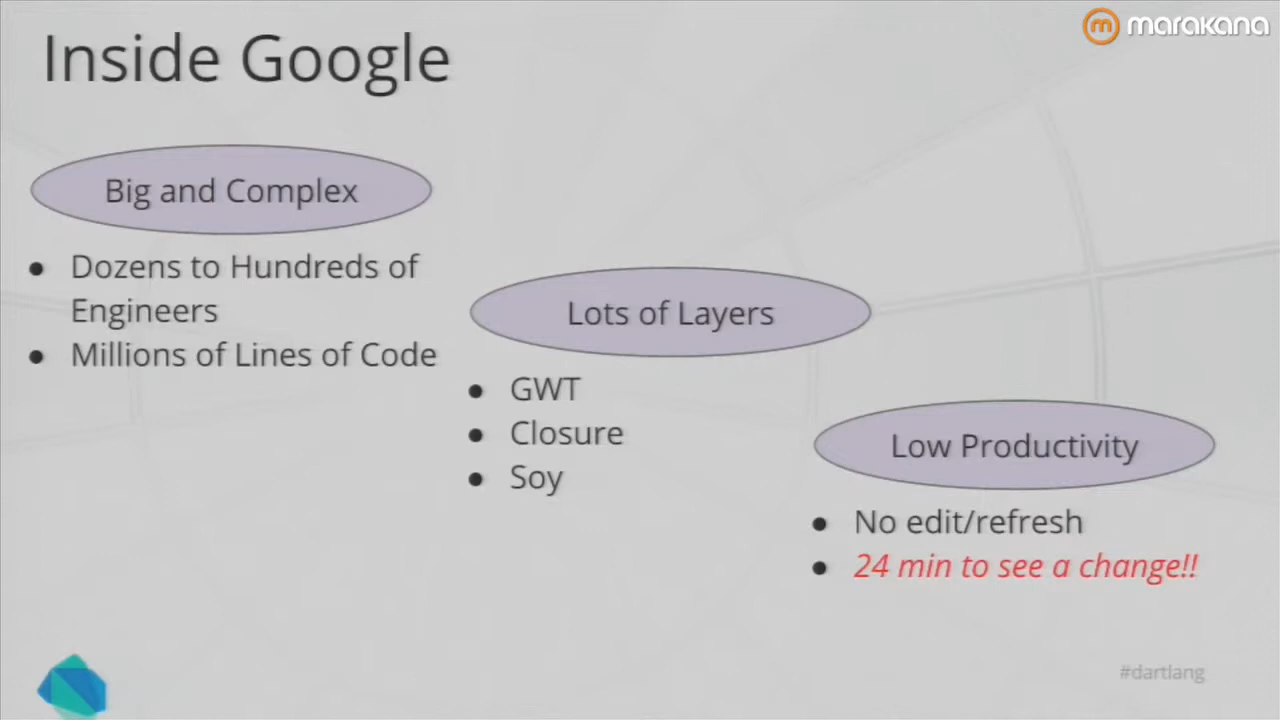 marakana
Inside Google
Big and Complex
● Dozens to Hundreds of
Engineers
● Millions of Lines of Code
Lots of Layers
● GWT
● Closure
● Soy
Low Productivity
● No edit/refresh
● 24 min to see a change!!
#dartlang